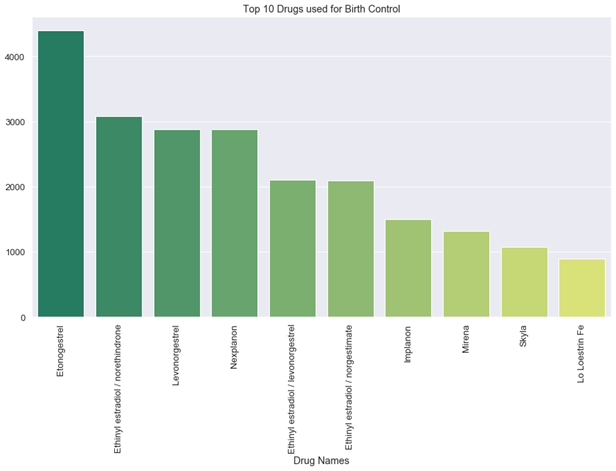 Top 10 Drugs used for Birth Control
4000
3000
2000
1000
0
Etonogestrel
Ethinyl estradiol / norethindrone
Levonorgestrel
Nexplanon
Ethinyl estradiol / levonorgestrel
Ethinyl estradiol / norgestimate
Implanon
Mirena
Skyla
Lo Loestrin Fe
Drug Names